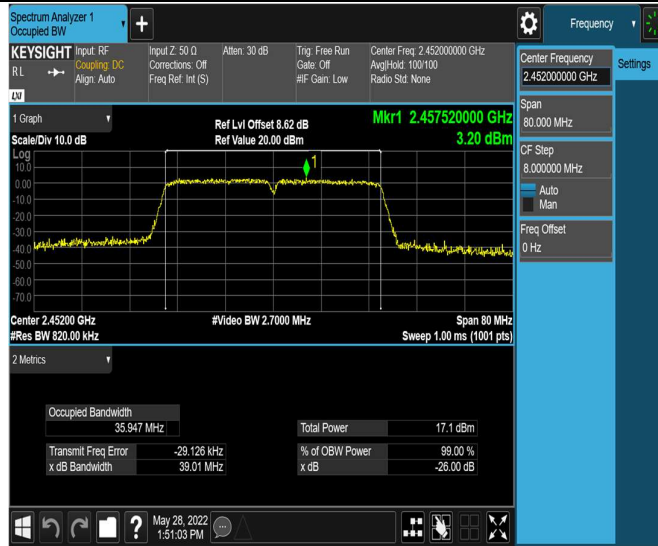 Spectrum Analyzer 1
Occupied BW
Frequency
KEYSIGHT
R L
LXI
Input: RF
Coupling: DC
Align: Auto
Input Z: 50 Ω
Corrections: Off
Freq Ref: Int (S)
Atten: 30 dB
Trig: Free Run
Gate: Off
#IF Gain: Low
Center Freq: 2.452000000 GHz
Avg|Hold: 100/100
Radio Std: None
Center Frequency
2.452000000 GHz
Settings
Span
80.000 MHz
CF Step
8.000000 MHz
Auto
Man
Freq Offset
0 Hz
1 Graph
Scale/Div 10.0 dB
Ref Lvl Offset 8.62 dB
Ref Value 20.00 dBm
Mkr1 2.457520000 GHz
3.20 dBm
Log
10.0
0.00
-10.0
-20.0
-30.0
-40.0
-50.0
-60.0
-70.0
1
Center 2.45200 GHz
#Res BW 820.00 kHz
#Video BW 2.7000 MHz
Span 80 MHz
Sweep 1.00 ms (1001 pts)
2 Metrics
Occupied Bandwidth
35.947 MHz
Total Power 17.1 dBm
Transmit Freq Error -29.126 kHz
% of OBW Power 99.00 %
x dB Bandwidth 39.01 MHz
x dB -26.00 dB
?
May 28, 2022
1:51:03 PM